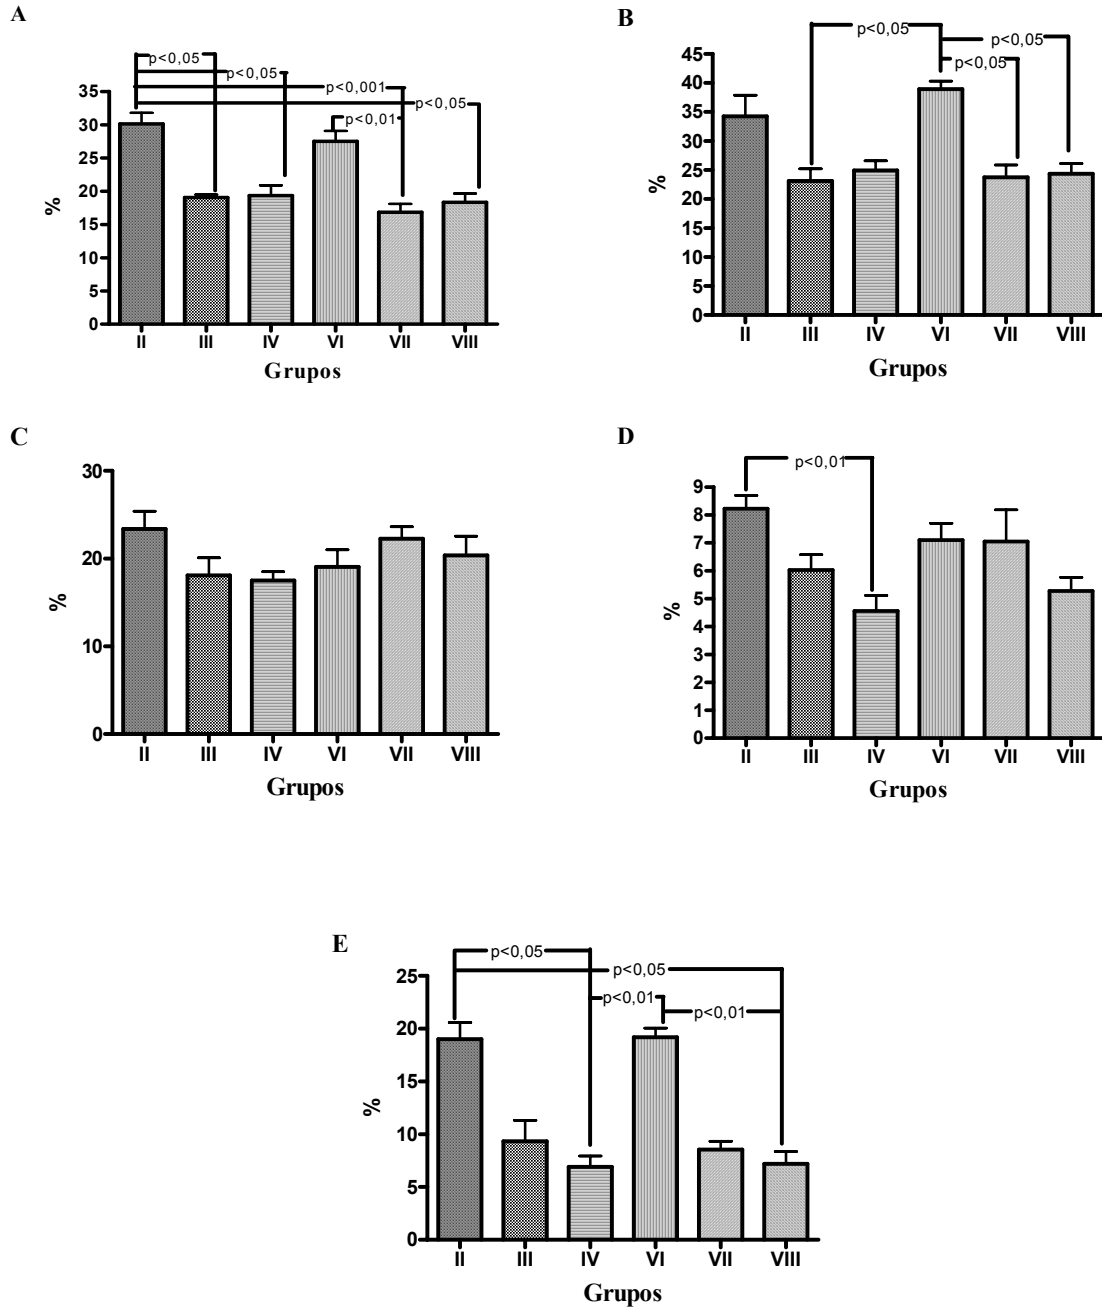 A
p<0,05
p<0,05
p<0,001
p<0,05
p<0,01
35
30
25
20
15
10
5
0
%
II III IV VI VII VIII
Grupos
B
p<0,05
p<0,05
p<0,05
45
40
35
30
25
20
15
10
5
0
%
II III IV VI VII VIII
Grupos
C
30
20
10
0
%
II III IV VI VII VIII
Grupos
D
p<0,01
9
8
7
6
5
4
3
2
1
0
%
II III IV VI VII VIII
Grupos
E
p<0,05
p<0,05
p<0,01
p<0,01
25
20
15
10
5
0
%
II III IV VI VII VIII
Grupos